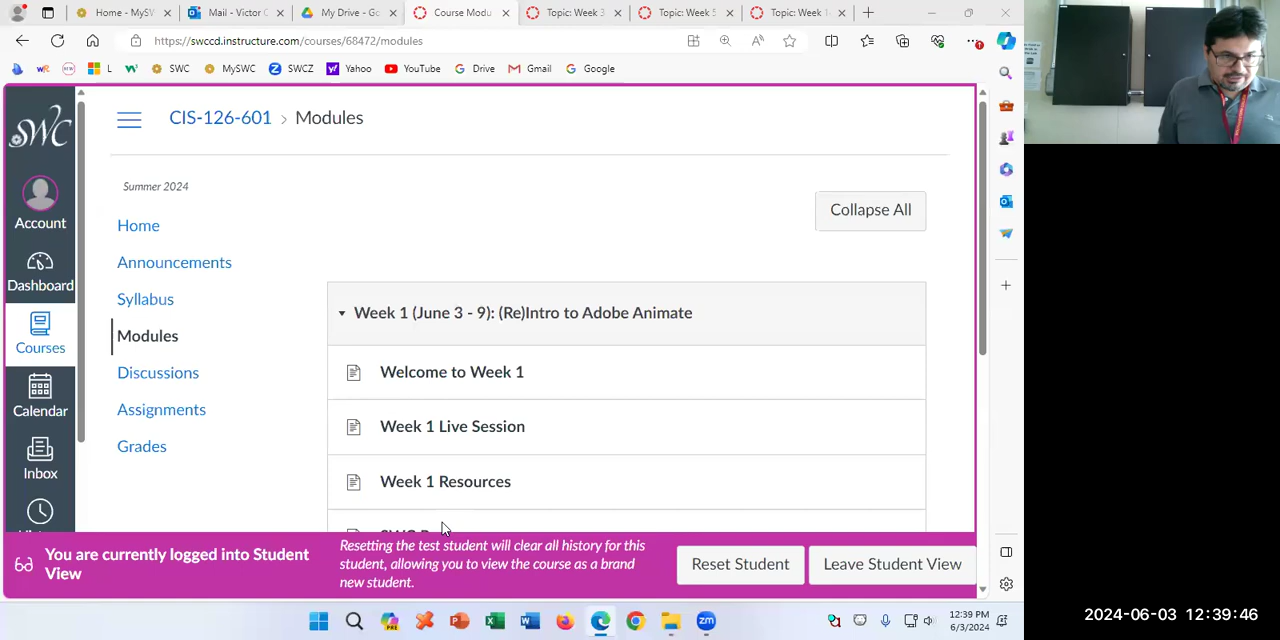 Home - MySW
Mail - Victor C
My Drive - Go
Course Modu
Topic: Week 3
Topic: Week 5
Topic: Week 1
https://swccd.instructure.com/courses/68472/modules
L
SWC
MySWC
SWCZ
Yahoo
YouTube
Drive
Gmail
Google
SWC
Account
Dashboard
Courses
Calendar
Inbox
CIS-126-601 › Modules
Summer 2024
Home
Announcements
Syllabus
Modules
Discussions
Assignments
Grades
Collapse All
Week 1 (June 3 - 9): (Re)Intro to Adobe Animate
Welcome to Week 1
Week 1 Live Session
Week 1 Resources
You are currently logged into Student
View
Resetting the test student will clear all history for this
student, allowing you to view the course as a brand
new student.
Reset Student
Leave Student View
12:39 PM
6/3/2024
2024-06-03 12:39:46